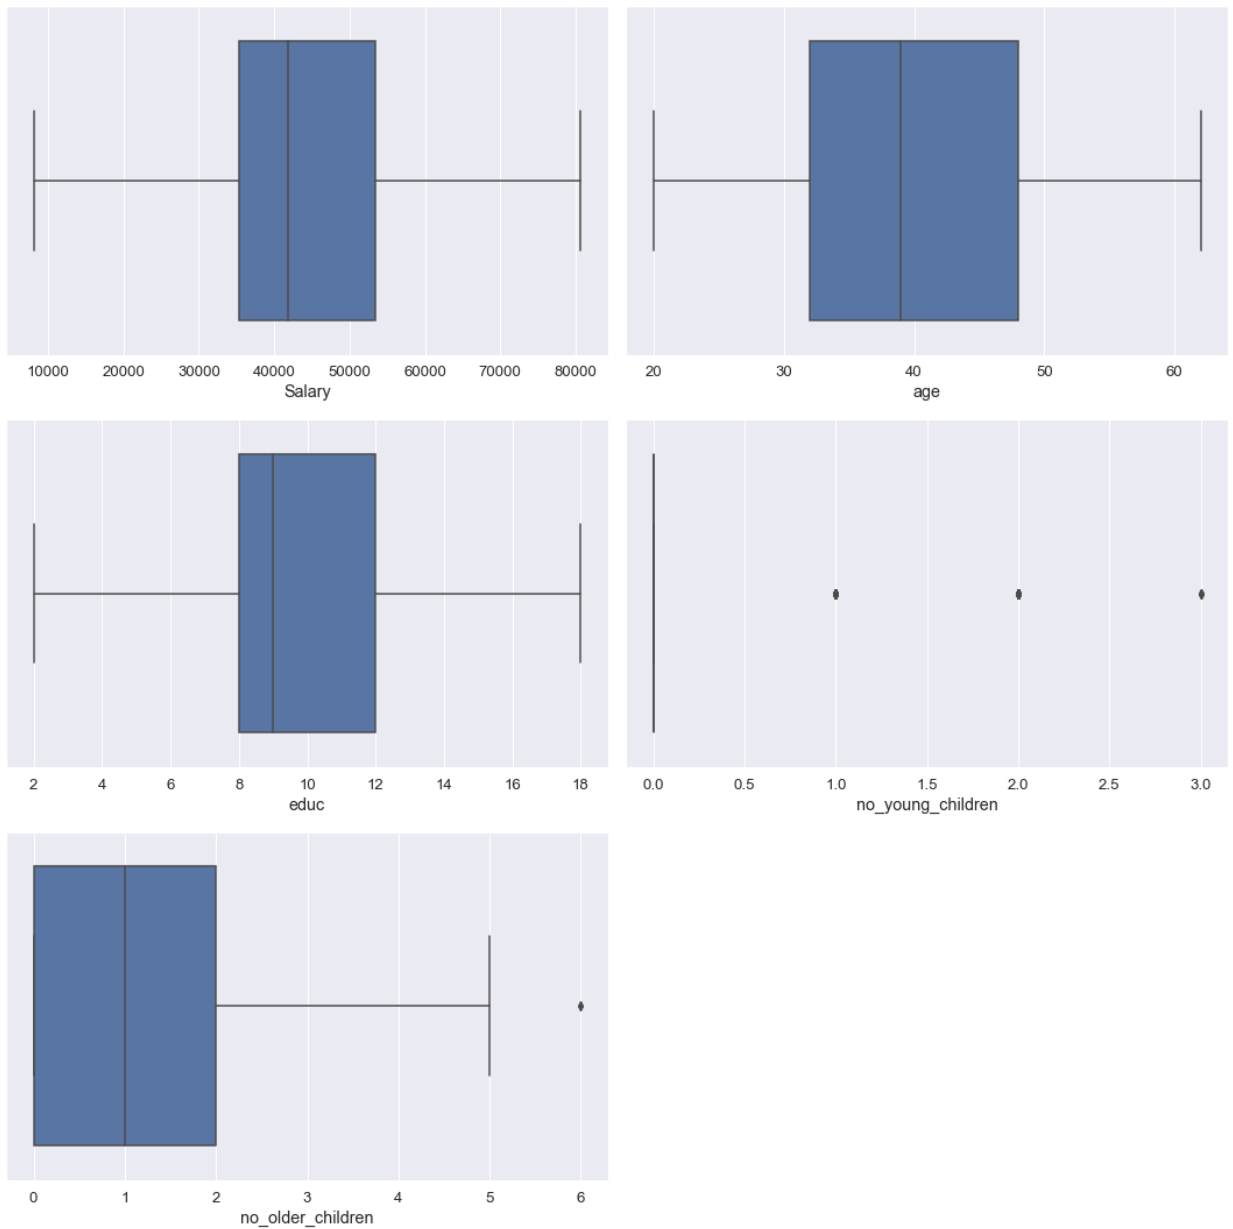 10000 20000 30000 40000 50000 60000 70000 80000
Salary
20 30 40 50 60
age
2 4 6 8 10 12 14 16 18
educ
0.0 0.5 1.0 1.5 2.0 2.5 3.0
no_young_children
0 1 2 3 4 5 6
no_older_children